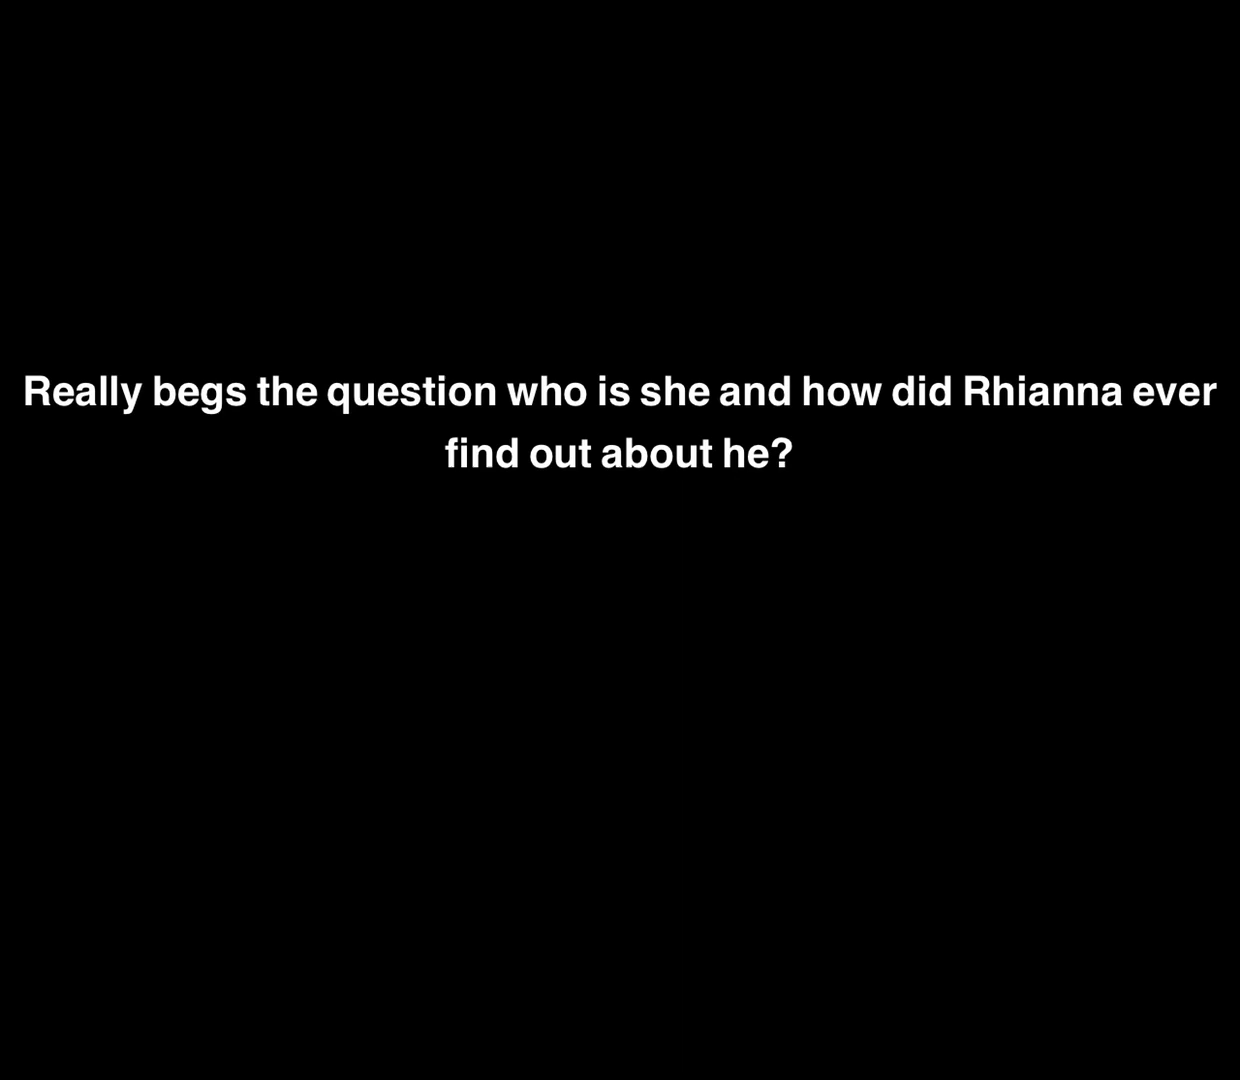 Really begs the question who is she and how did Rhianna ever
find out about he?